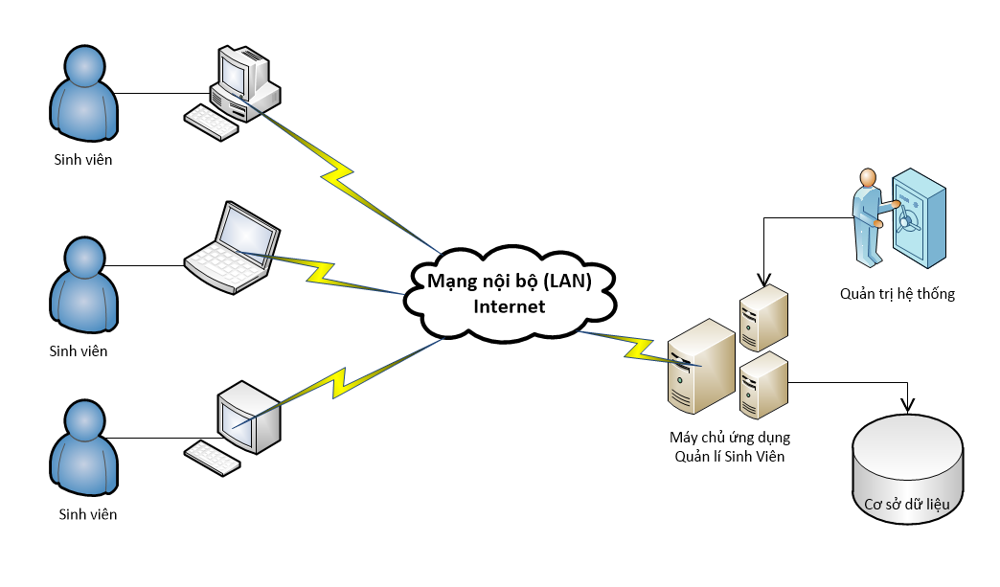 Sinh viên
Sinh viên
Sinh viên
Mạng nội bộ (LAN)
Internet
Quản trị hệ thống
Máy chủ ứng dụng
Quản lí Sinh Viên
Cơ sở dữ liệu